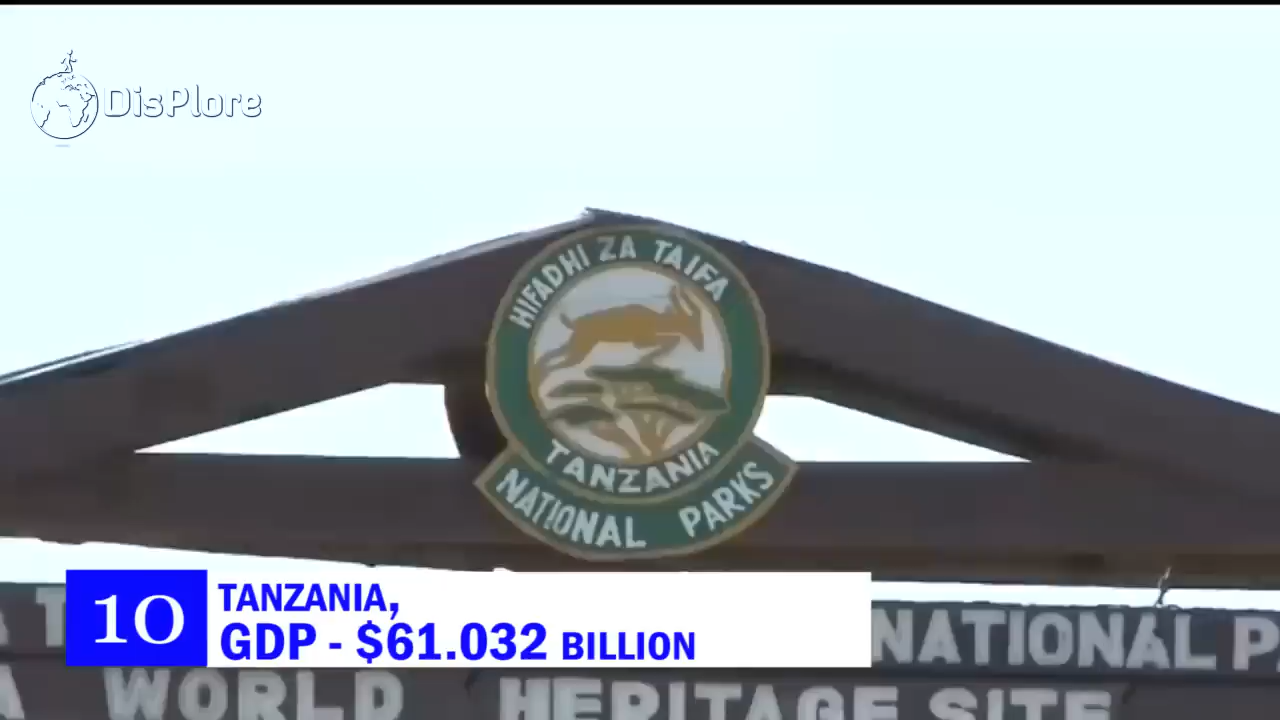 DisPlore
HIFADHI ZA TAIFA
TANZANIA
NATIONAL PARKS
10
TANZANIA,
GDP - $61.032 BILLION
NATIONAL P
WORLD HERITAGE SITE